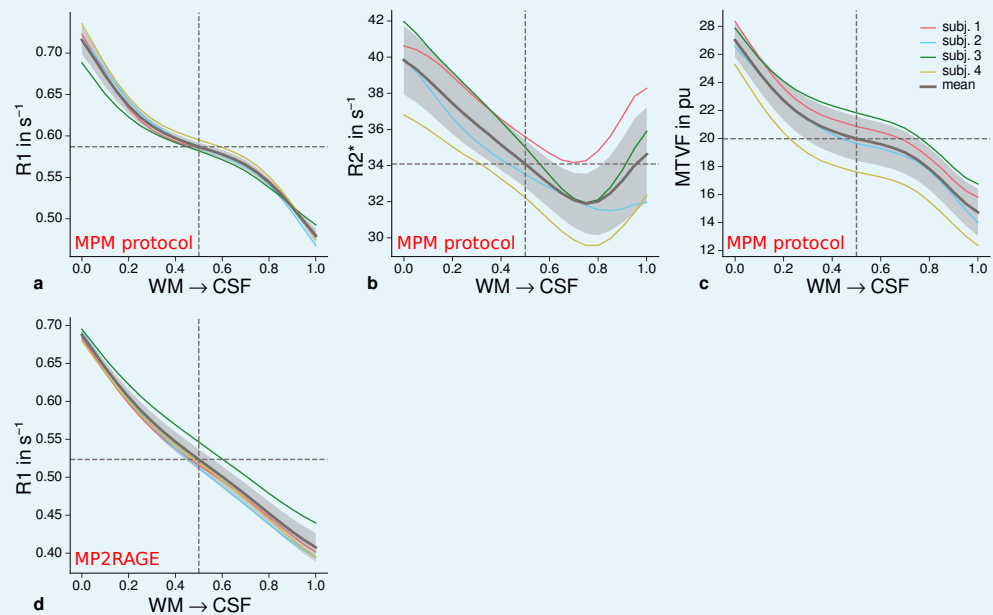 0.70
0.65
0.60
0.55
0.50
R1 in s⁻¹
MPM protocol
0.0 0.2 0.4 0.6 0.8 1.0
a WM → CSF
42
40
38
36
34
32
30
R2* in s⁻¹
MPM protocol
0.0 0.2 0.4 0.6 0.8 1.0
b WM → CSF
28
26
24
22
20
18
16
14
12
MTVF in pu
subj. 1
subj. 2
subj. 3
subj. 4
mean
MPM protocol
0.0 0.2 0.4 0.6 0.8 1.0
c WM → CSF
0.70
0.65
0.60
0.55
0.50
0.45
0.40
R1 in s⁻¹
MP2RAGE
0.0 0.2 0.4 0.6 0.8 1.0
d WM → CSF